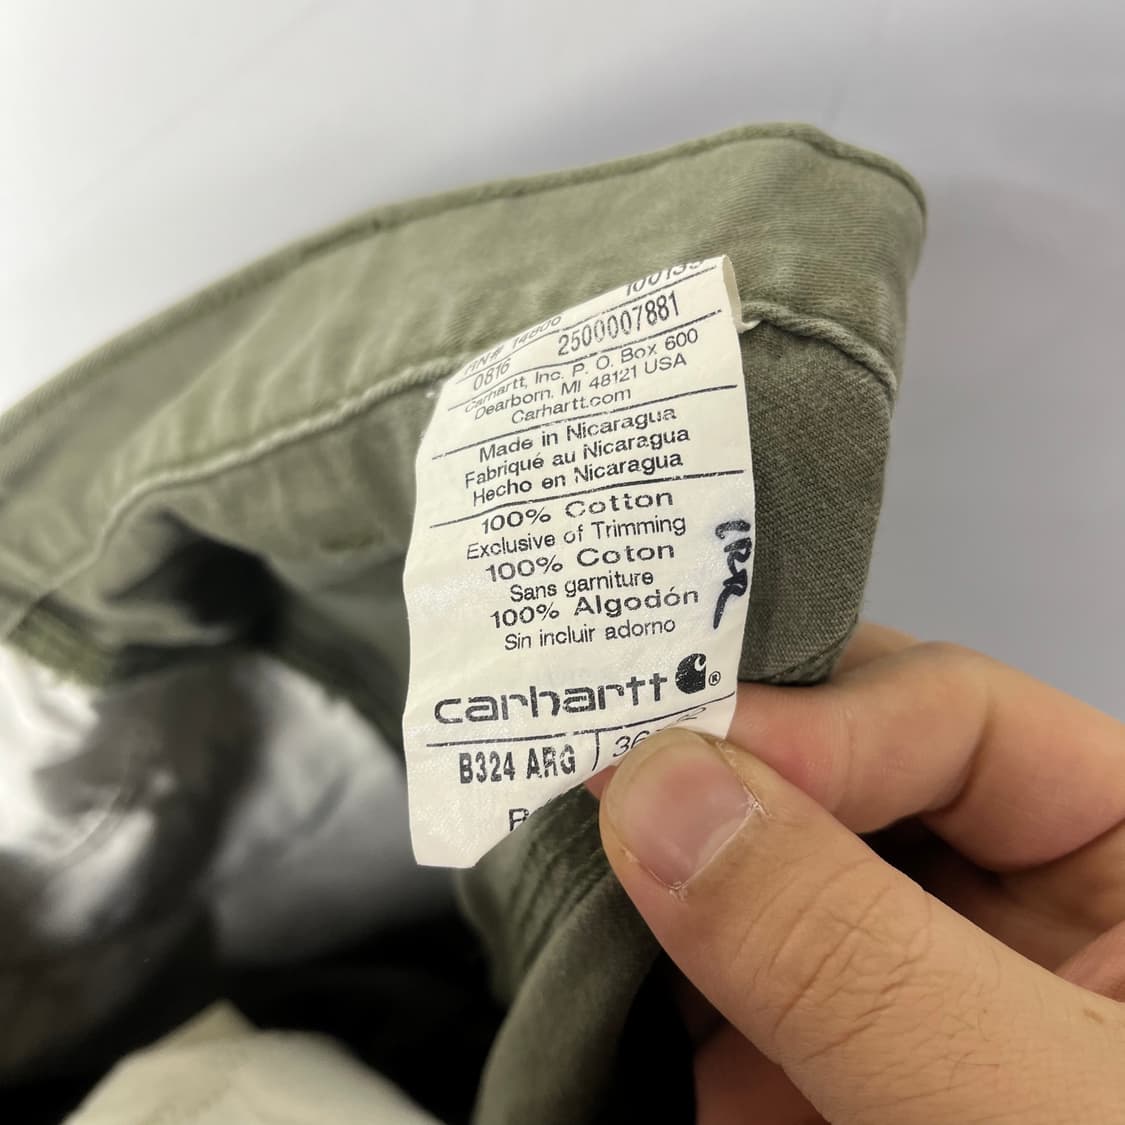 RN# 14806
0816 2500007881
Carhartt, Inc. P. O. Box 600
Dearborn, MI 48121 USA
Carhartt.com
Made in Nicaragua
Fabriqué au Nicaragua
Hecho en Nicaragua
100% Cotton
Exclusive of Trimming
100% Coton
Sans garniture
100% Algodón
Sin incluir adorno
carhartt ®
B324 ARG